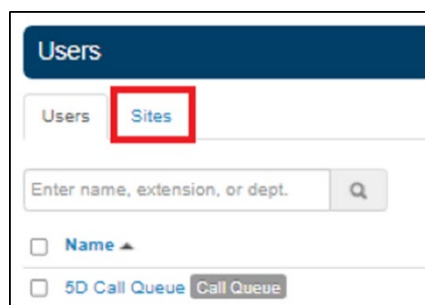 Users
Users Sites
Enter name, extension, or dept.
Name
5D Call Queue Call Queue